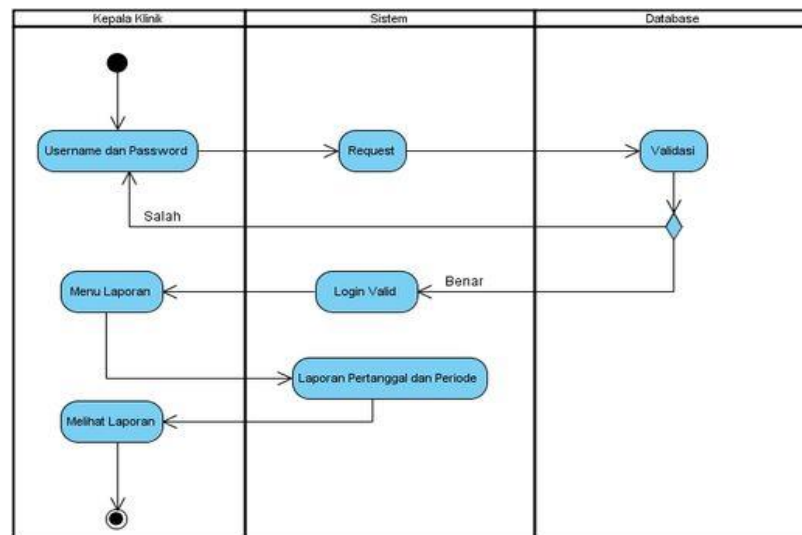 Kepala Klinik
Sistem
Database
Username dan Password
Request
Validasi
Salah
Benar
Menu Laporan
Login Valid
Laporan Pertanggal dan Periode
Melihat Laporan